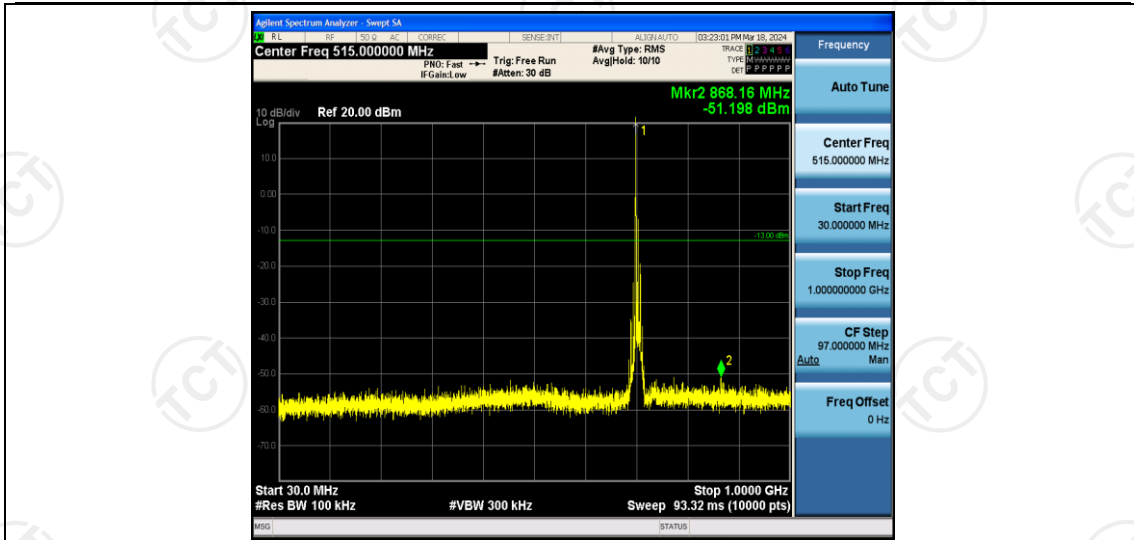 Agilent Spectrum Analyzer - Swept SA
LXI RL RF 50 Ω AC CORREC SENSE:INT ALIGNAUTO 03:23:01 PM Mar 18, 2024
Center Freq 515.000000 MHz
PNO: Fast
IFGain:Low
Trig: Free Run
#Atten: 30 dB
#Avg Type: RMS
Avg|Hold: 10/10
TRACE 1 2 3 4 5 6
TYPE M
DET P P P P P P
Mkr2 868.16 MHz
-51.198 dBm
10 dB/div Ref 20.00 dBm
Log
1
10.0
0.00
-10.0
-13.00 dBm
-20.0
-30.0
-40.0
2
-50.0
-60.0
-70.0
Start 30.0 MHz Stop 1.0000 GHz
#Res BW 100 kHz #VBW 300 kHz Sweep 93.32 ms (10000 pts)
MSG STATUS
Frequency
Auto Tune
Center Freq
515.000000 MHz
Start Freq
30.000000 MHz
Stop Freq
1.000000000 GHz
CF Step
97.000000 MHz
Auto Man
Freq Offset
0 Hz
TCT
TCT
TCT
TCT